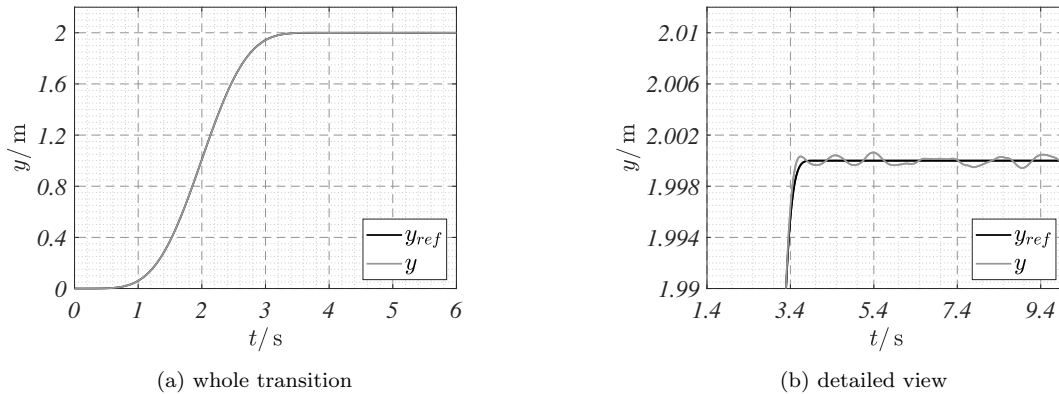 2
1.6
1.2
0.8
0.4
0
y/ m
0 1 2 3 4 5 6
t/ s
y_ref
y
(a) whole transition
2.01
2.006
2.002
1.998
1.994
1.99
y/ m
1.4 3.4 5.4 7.4 9.4
t/ s
y_ref
y
(b) detailed view